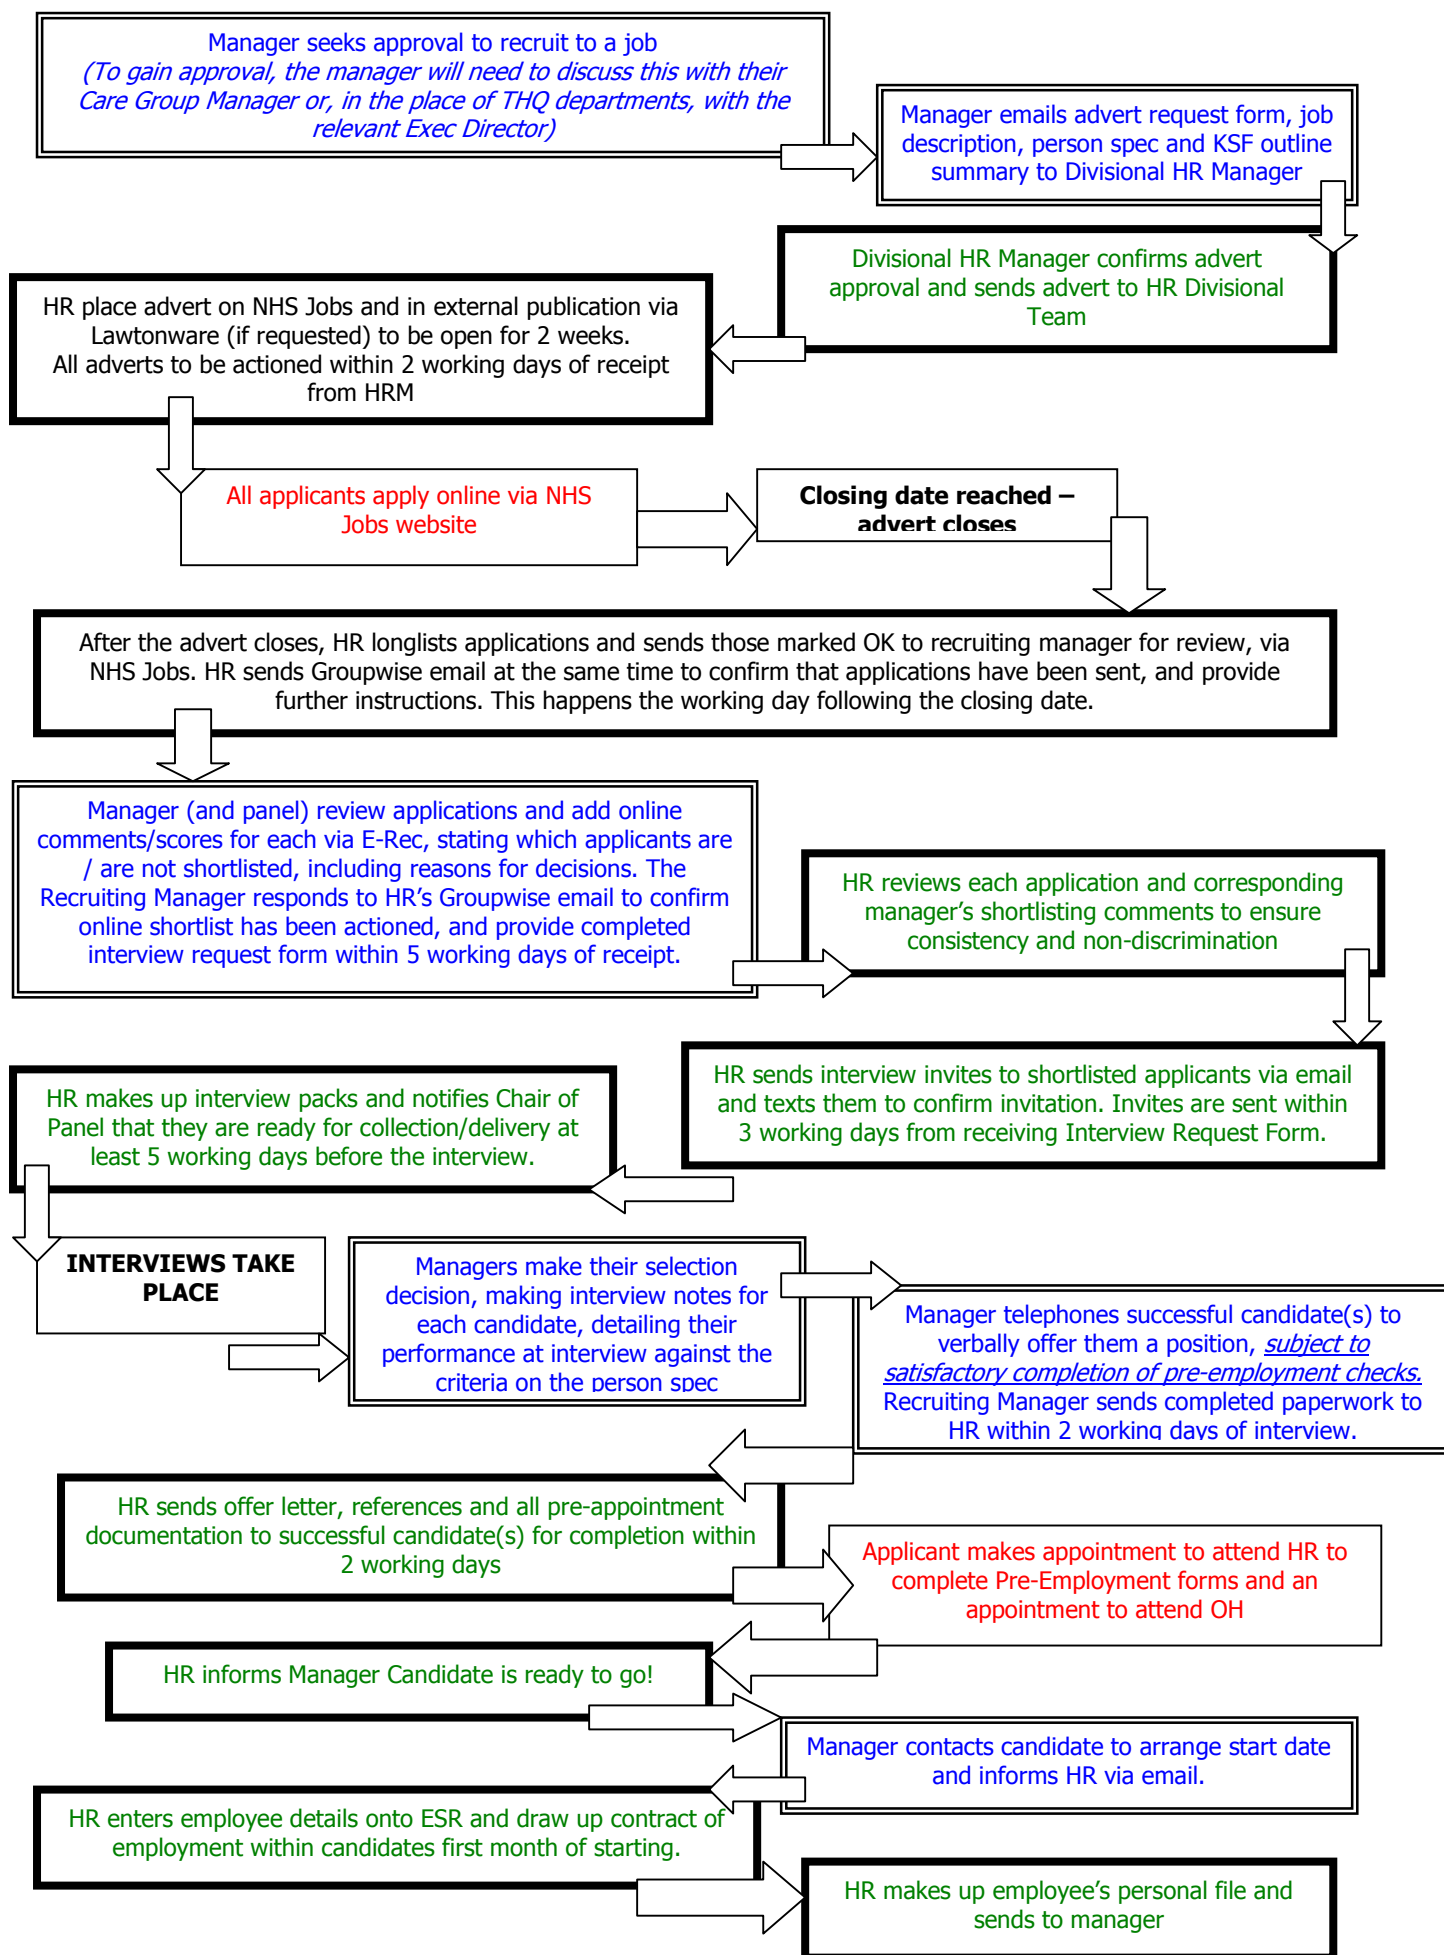 Manager seeks approval to recruit to a job
(To gain approval, the manager will need to discuss this with their
Care Group Manager or, in the place of THQ departments, with the
relevant Exec Director)
Manager emails advert request form, job
description, person spec and KSF outline
summary to Divisional HR Manager
Divisional HR Manager confirms advert
approval and sends advert to HR Divisional
Team
HR place advert on NHS Jobs and in external publication via
Lawtonware (if requested) to be open for 2 weeks.
All adverts to be actioned within 2 working days of receipt
from HRM
All applicants apply online via NHS
Jobs website
Closing date reached –
advert closes
After the advert closes, HR longlists applications and sends those marked OK to recruiting manager for review, via
NHS Jobs. HR sends Groupwise email at the same time to confirm that applications have been sent, and provide
further instructions. This happens the working day following the closing date.
Manager (and panel) review applications and add online
comments/scores for each via E-Rec, stating which applicants are
/ are not shortlisted, including reasons for decisions. The
Recruiting Manager responds to HR's Groupwise email to confirm
online shortlist has been actioned, and provide completed
interview request form within 5 working days of receipt.
HR reviews each application and corresponding
manager's shortlisting comments to ensure
consistency and non-discrimination
HR sends interview invites to shortlisted applicants via email
and texts them to confirm invitation. Invites are sent within
3 working days from receiving Interview Request Form.
HR makes up interview packs and notifies Chair of
Panel that they are ready for collection/delivery at
least 5 working days before the interview.
INTERVIEWS TAKE
PLACE
Managers make their selection
decision, making interview notes for
each candidate, detailing their
performance at interview against the
criteria on the person spec
Manager telephones successful candidate(s) to
verbally offer them a position, subject to
satisfactory completion of pre-employment checks.
Recruiting Manager sends completed paperwork to
HR within 2 working days of interview.
HR sends offer letter, references and all pre-appointment
documentation to successful candidate(s) for completion within
2 working days
Applicant makes appointment to attend HR to
complete Pre-Employment forms and an
appointment to attend OH
HR informs Manager Candidate is ready to go!
Manager contacts candidate to arrange start date
and informs HR via email.
HR enters employee details onto ESR and draw up contract of
employment within candidates first month of starting.
HR makes up employee's personal file and
sends to manager